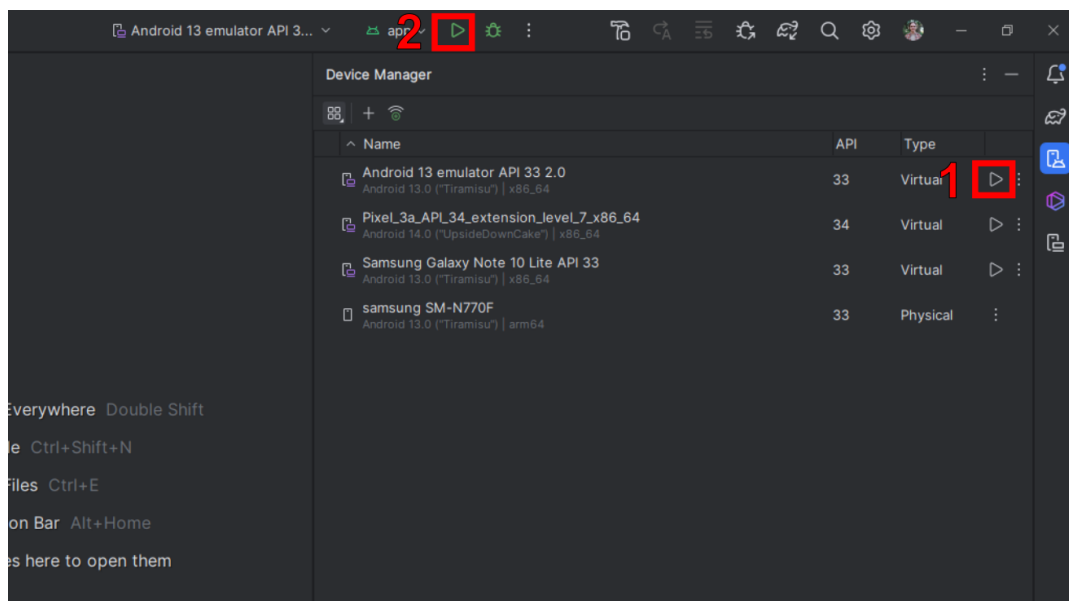 Android 13 emulator API 3...
app
2
Device Manager
Name API Type
Android 13 emulator API 33 2.0
Android 13.0 ("Tiramisu") | x86_64
33 Virtual
1
Pixel_3a_API_34_extension_level_7_x86_64
Android 14.0 ("UpsideDownCake") | x86_64
34 Virtual
Samsung Galaxy Note 10 Lite API 33
Android 13.0 ("Tiramisu") | x86_64
33 Virtual
samsung SM-N770F
Android 13.0 ("Tiramisu") | arm64
33 Physical
Everywhere Double Shift
le Ctrl+Shift+N
Files Ctrl+E
on Bar Alt+Home
es here to open them